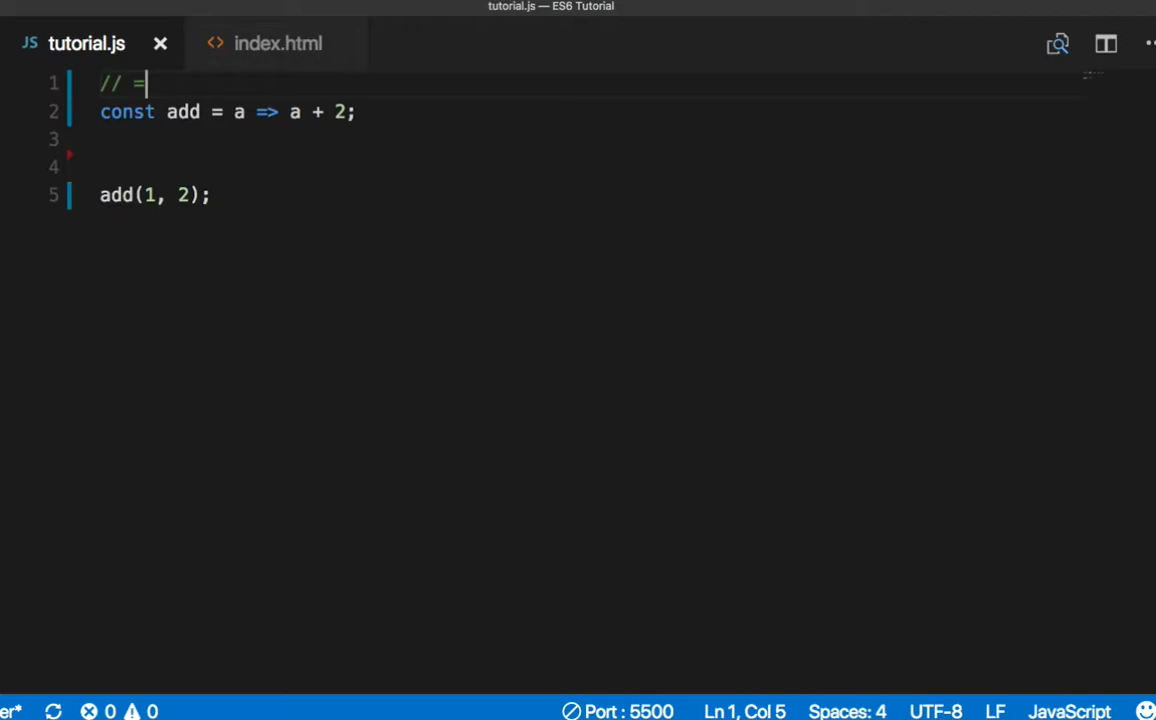 tutorial.js — ES6 Tutorial
JS tutorial.js × <> index.html
1 // =
2 const add = a => a + 2;
3
4
5 add(1, 2);
er* 0 0 Port : 5500 Ln 1, Col 5 Spaces: 4 UTF-8 LF JavaScript